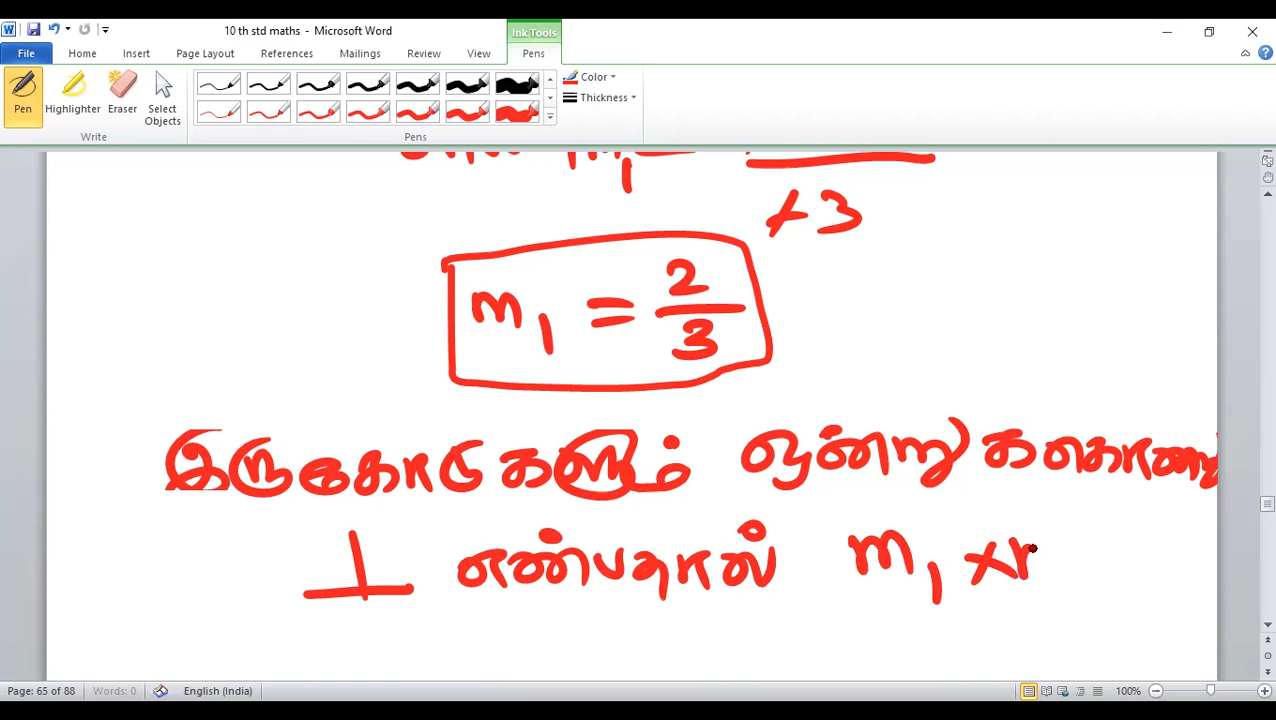 10 th std maths - Microsoft Word
Ink Tools
File Home Insert Page Layout References Mailings Review View Pens
Pen Highlighter Eraser Select Objects
Color
Thickness
Write Pens
+3
m₁ = 2/3
இருகோடுகளும் ஒன்றுக்கொன்று
⊥ என்பதால் m₁ ×
Page: 65 of 88 Words: 0 English (India) 100%